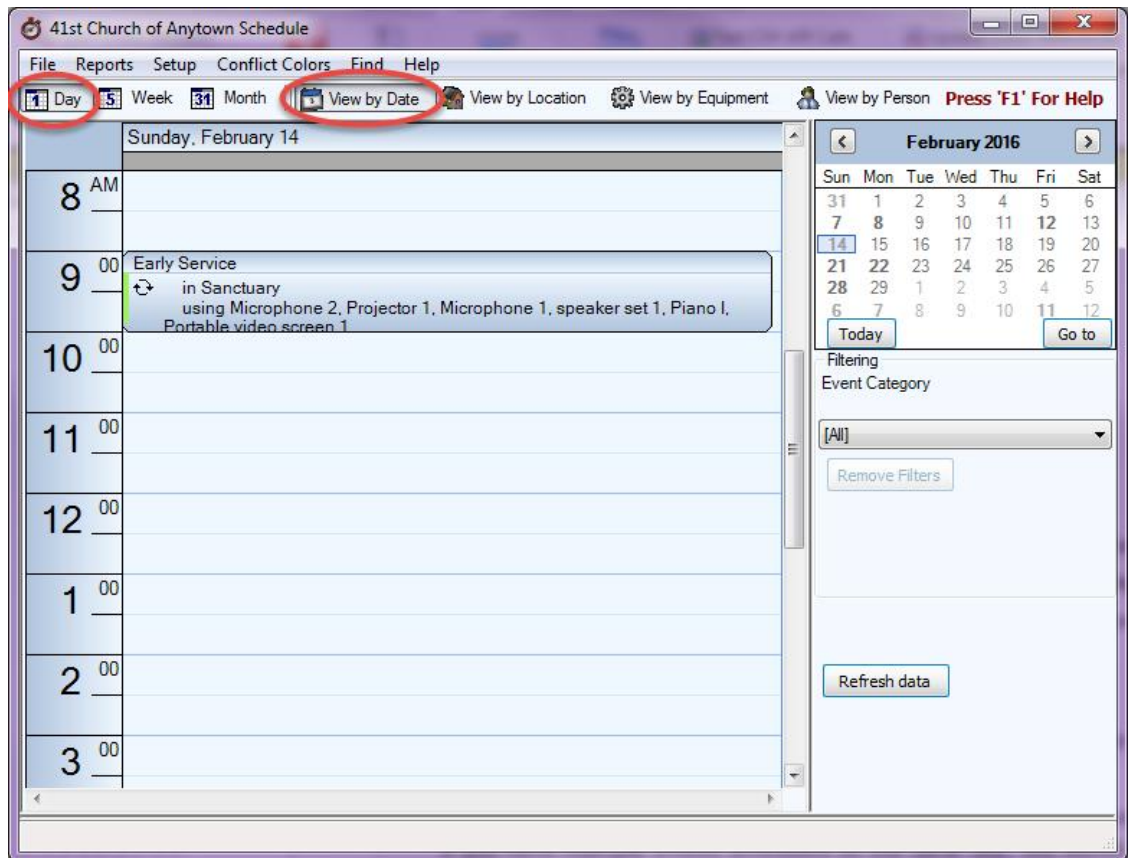 41st Church of Anytown Schedule
File Reports Setup Conflict Colors Find Help
1 Day 5 Week 31 Month View by Date View by Location View by Equipment View by Person Press 'F1' For Help
Sunday, February 14
8 AM
9 00
Early Service
in Sanctuary
using Microphone 2, Projector 1, Microphone 1, speaker set 1, Piano I,
Portable video screen 1
10 00
11 00
12 00
1 00
2 00
3 00
February 2016
Sun Mon Tue Wed Thu Fri Sat
31 1 2 3 4 5 6
7 8 9 10 11 12 13
14 15 16 17 18 19 20
21 22 23 24 25 26 27
28 29 1 2 3 4 5
6 7 8 9 10 11 12
Today Go to
Filtering
Event Category
[All]
Remove Filters
Refresh data